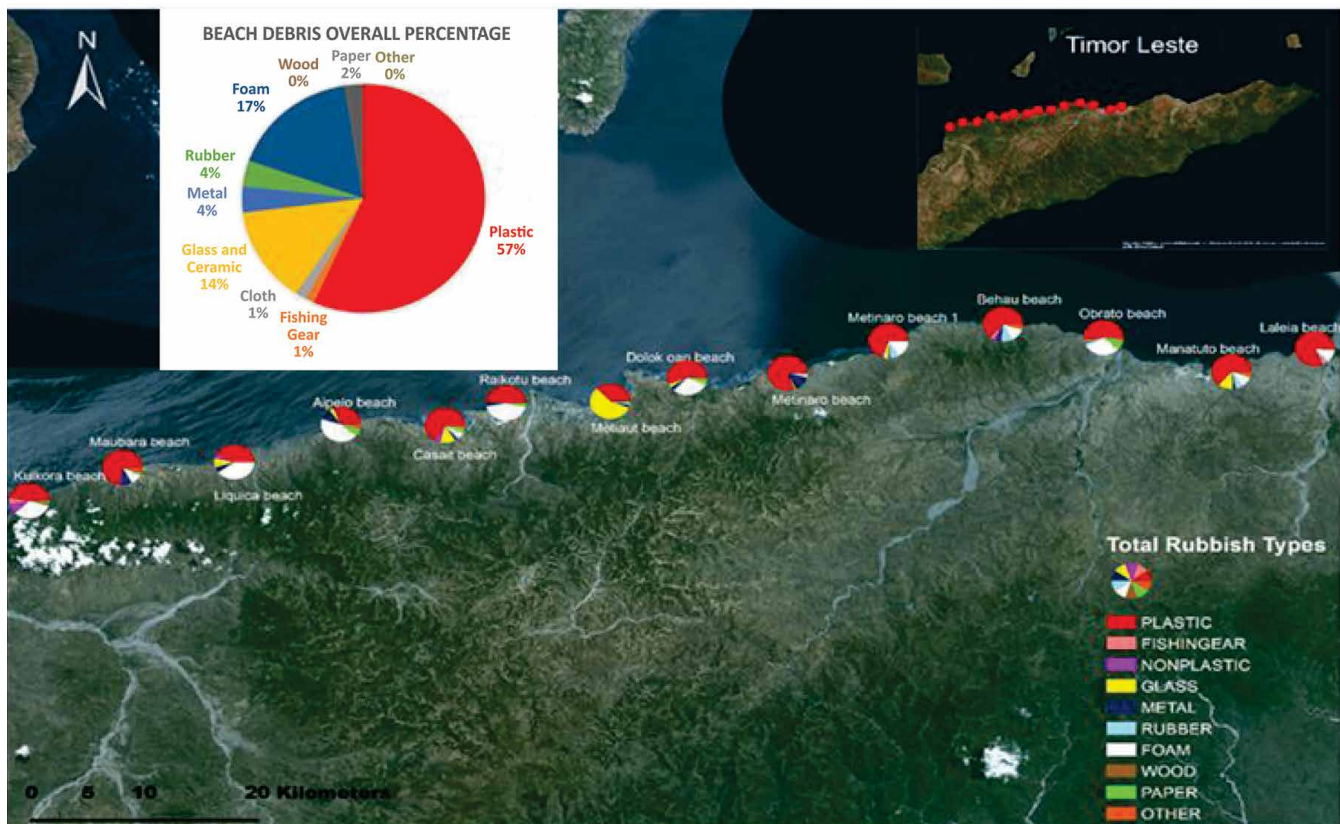 BEACH DEBRIS OVERALL PERCENTAGE
N
Wood
0%
Paper
2%
Other
0%
Foam
17%
Rubber
4%
Metal
4%
Glass and
Ceramic
14%
Cloth
1%
Fishing
Gear
1%
Plastic
57%
Timor Leste
Kuikora beach
Maubara beach
Liquica beach
Aipelo beach
Casait beach
Raikotu beach
Metiaut beach
Dolok oan beach
Metinaro beach
Metinaro beach 1
Behau beach
Obrato beach
Manatuto beach
Laleia beach
Total Rubbish Types
PLASTIC
FISHINGEAR
NONPLASTIC
GLASS
METAL
RUBBER
FOAM
WOOD
PAPER
OTHER
0 5 10 20 Kilometers